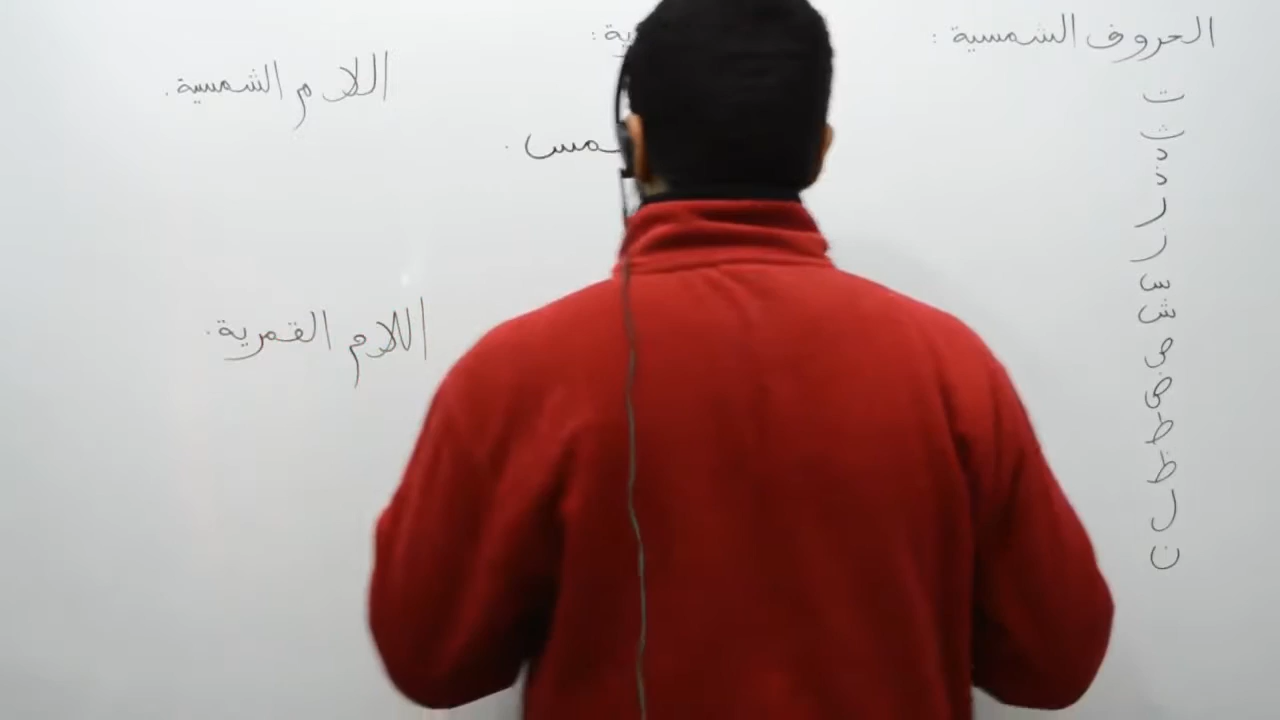 الحروف الشمسية :
ت
ث
د
ذ
ر
ز
س
ش
ص
ض
ط
ظ
ل
ن
اللام الشمسية.
اللام القمرية.